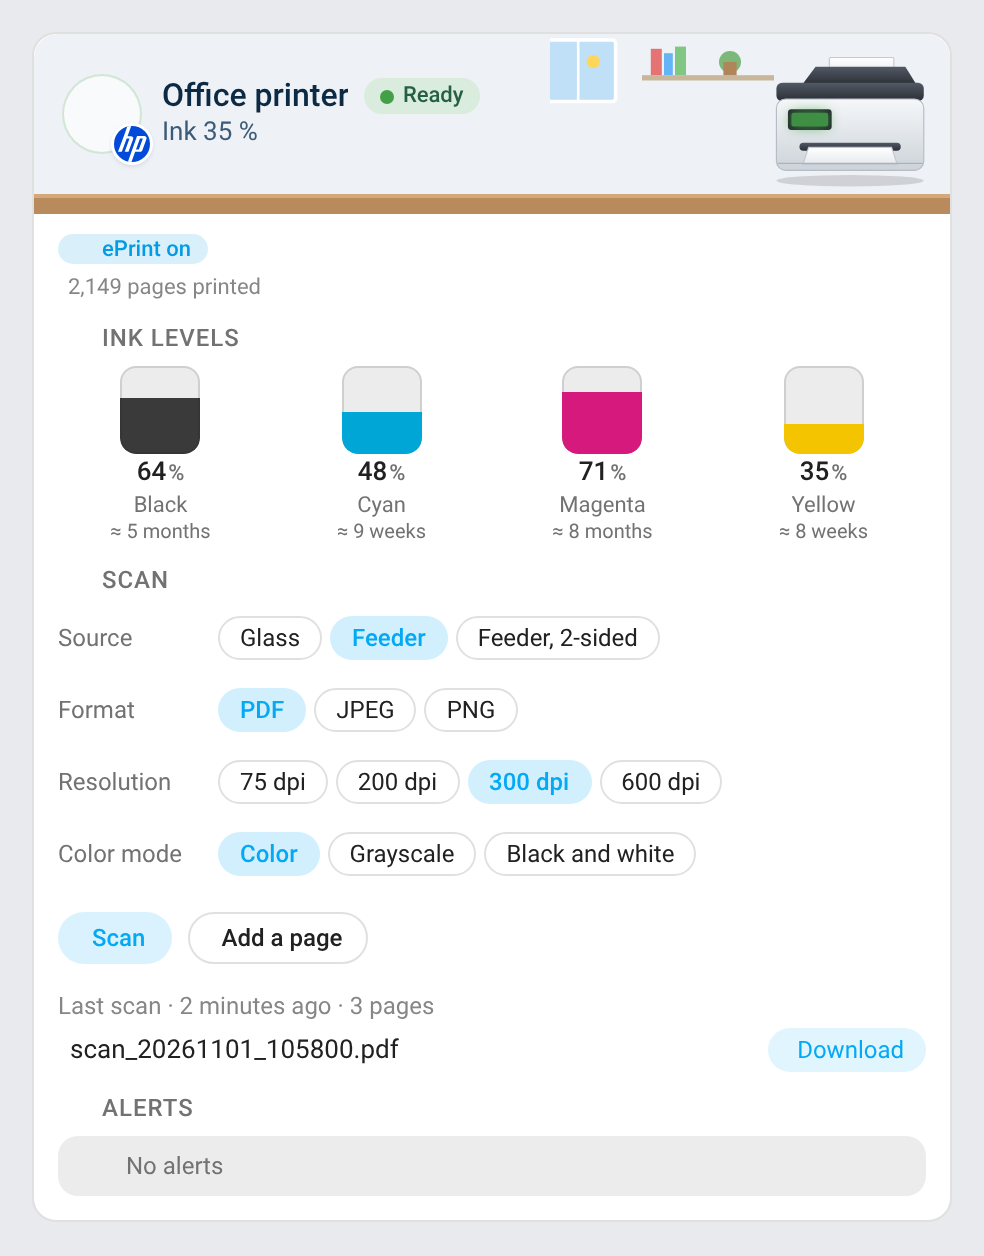 Office printer
Ready
Ink 35 %
hp
ePrint on
2,149 pages printed
INK LEVELS
64%
48%
71%
35%
Black
Cyan
Magenta
Yellow
≈ 5 months
≈ 9 weeks
≈ 8 months
≈ 8 weeks
SCAN
Source
Glass
Feeder
Feeder, 2-sided
Format
PDF
JPEG
PNG
Resolution
75 dpi
200 dpi
300 dpi
600 dpi
Color mode
Color
Grayscale
Black and white
Scan
Add a page
Last scan · 2 minutes ago · 3 pages
scan_20261101_105800.pdf
Download
ALERTS
No alerts